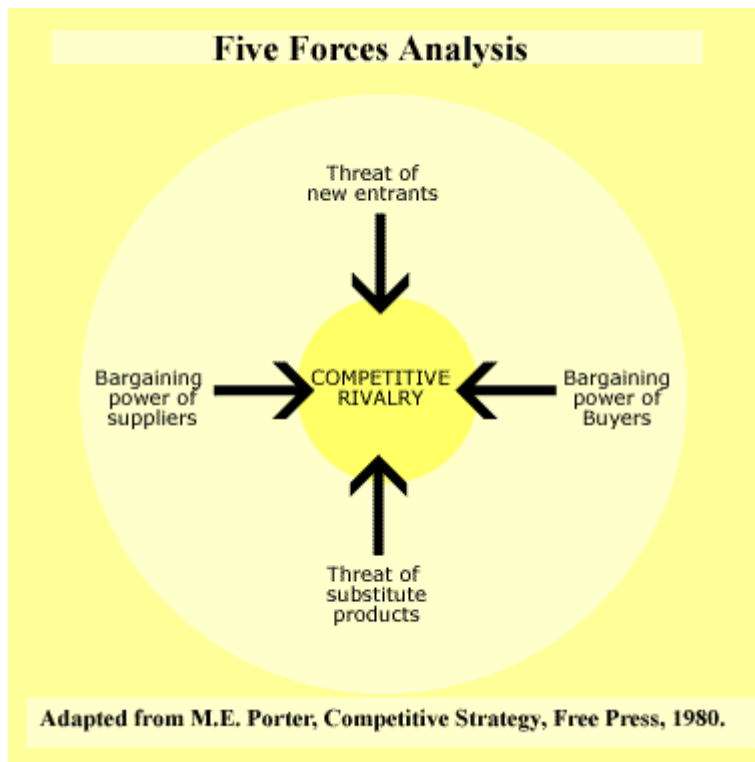 Five Forces Analysis
Threat of
new entrants
Bargaining
power of
suppliers
COMPETITIVE
RIVALRY
Bargaining
power of
Buyers
Threat of
substitute
products
Adapted from M.E. Porter, Competitive Strategy, Free Press, 1980.